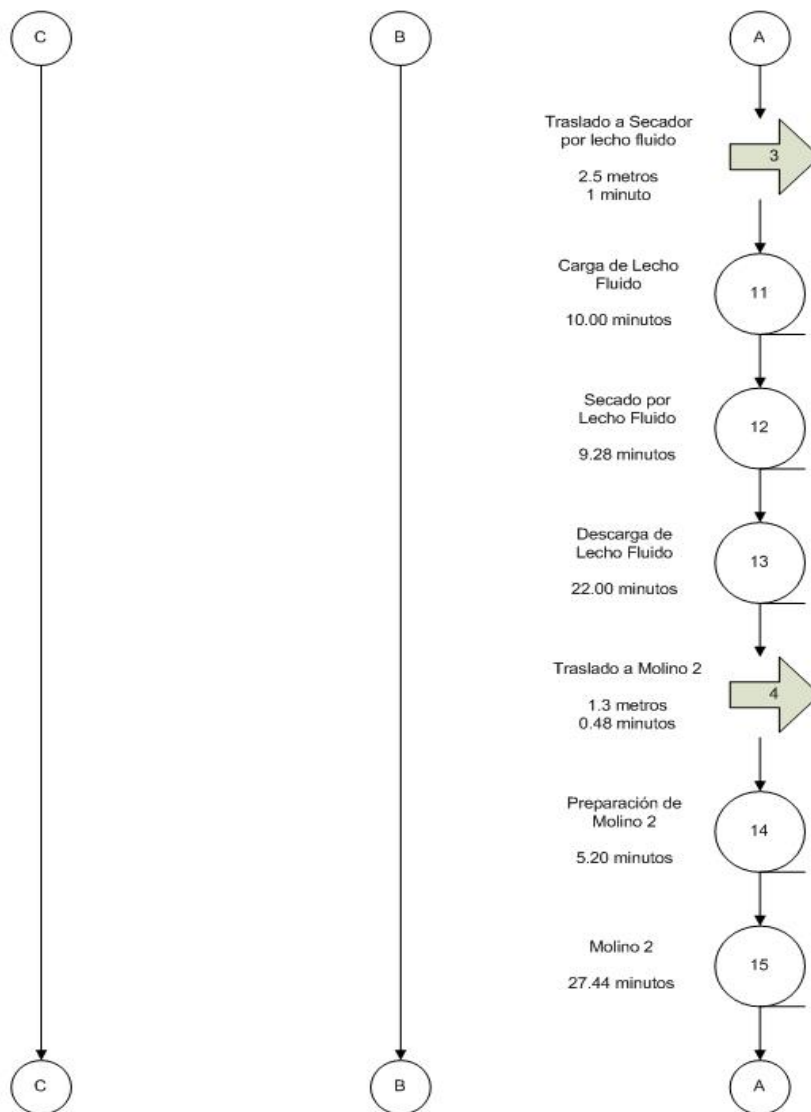 C
B
A
Traslado a Secador
por lecho fluido
2.5 metros
1 minuto
3
Carga de Lecho
Fluido
10.00 minutos
11
Secado por
Lecho Fluido
9.28 minutos
12
Descarga de
Lecho Fluido
22.00 minutos
13
Traslado a Molino 2
1.3 metros
0.48 minutos
4
Preparación de
Molino 2
5.20 minutos
14
Molino 2
27.44 minutos
15
C
B
A